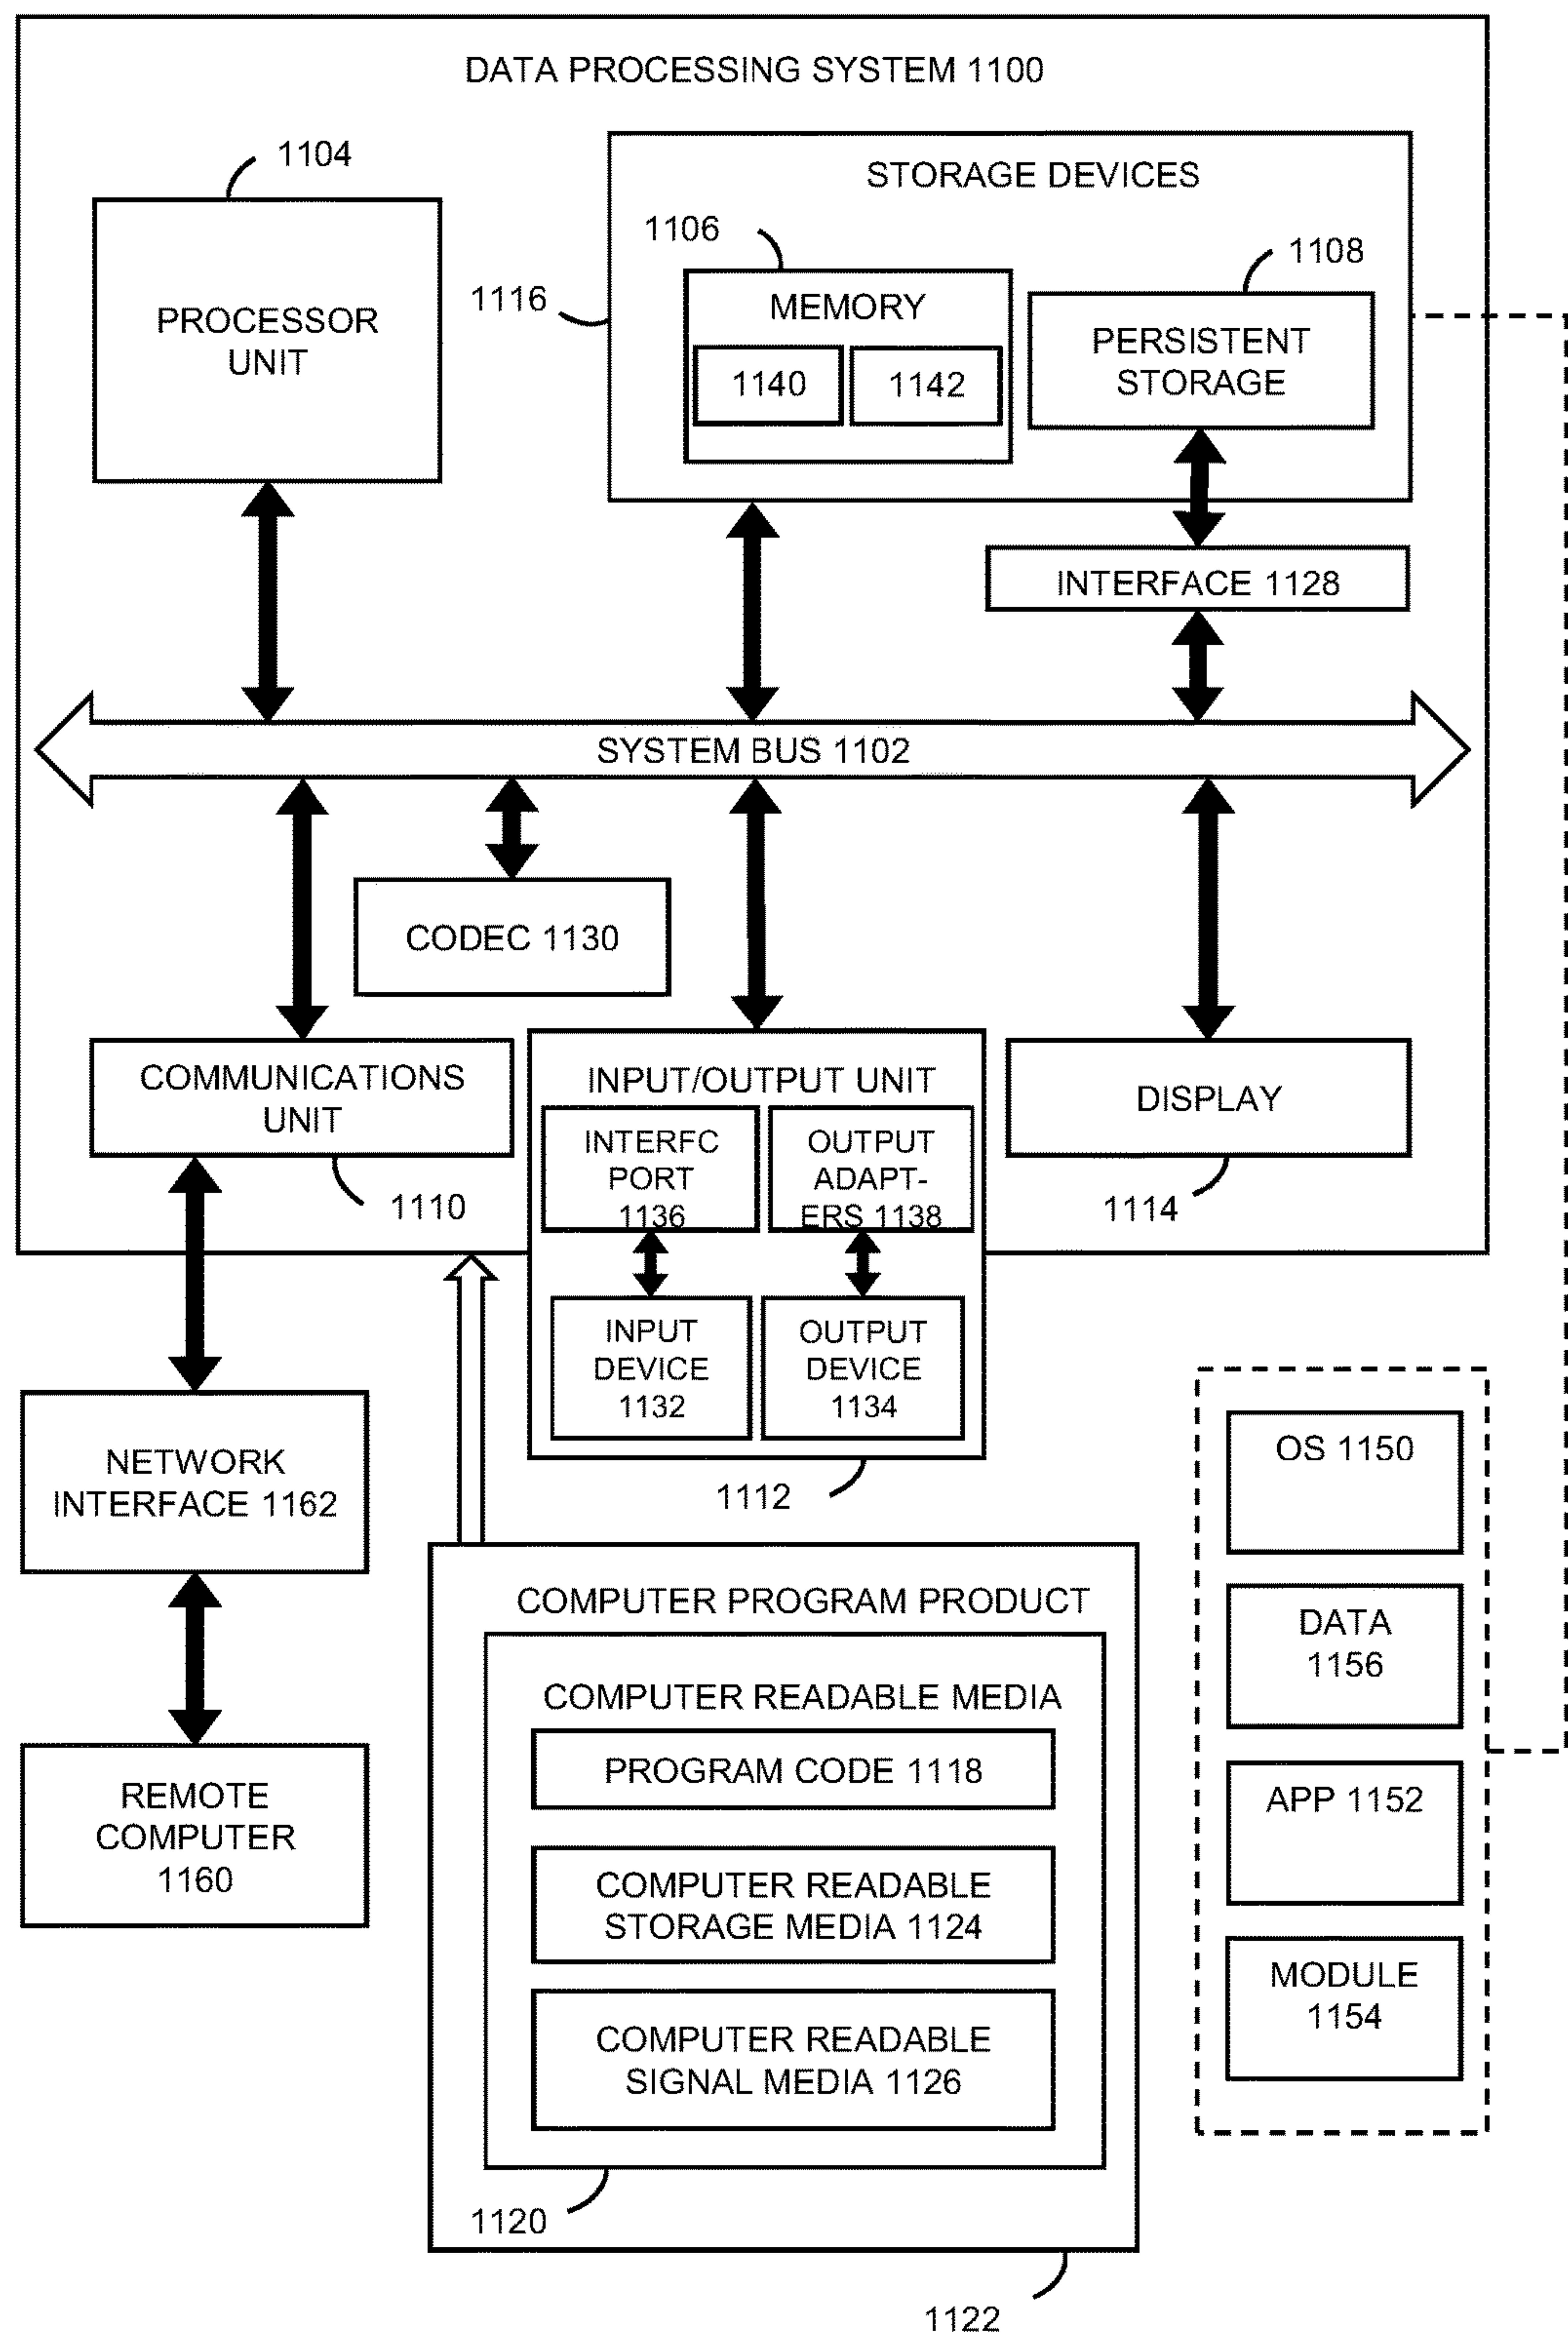 DATA PROCESSING SYSTEM 1100
1104
PROCESSOR
UNIT
STORAGE DEVICES
1106
1108
1116
MEMORY
1140
1142
PERSISTENT
STORAGE
INTERFACE 1128
SYSTEM BUS 1102
CODEC 1130
COMMUNICATIONS
UNIT
1110
INPUT/OUTPUT UNIT
INTERFC
PORT
1136
OUTPUT
ADAPT-
ERS 1138
INPUT
DEVICE
1132
OUTPUT
DEVICE
1134
1112
DISPLAY
1114
NETWORK
INTERFACE 1162
REMOTE
COMPUTER
1160
COMPUTER PROGRAM PRODUCT
COMPUTER READABLE MEDIA
PROGRAM CODE 1118
COMPUTER READABLE
STORAGE MEDIA 1124
COMPUTER READABLE
SIGNAL MEDIA 1126
1120
1122
OS 1150
DATA
1156
APP 1152
MODULE
1154